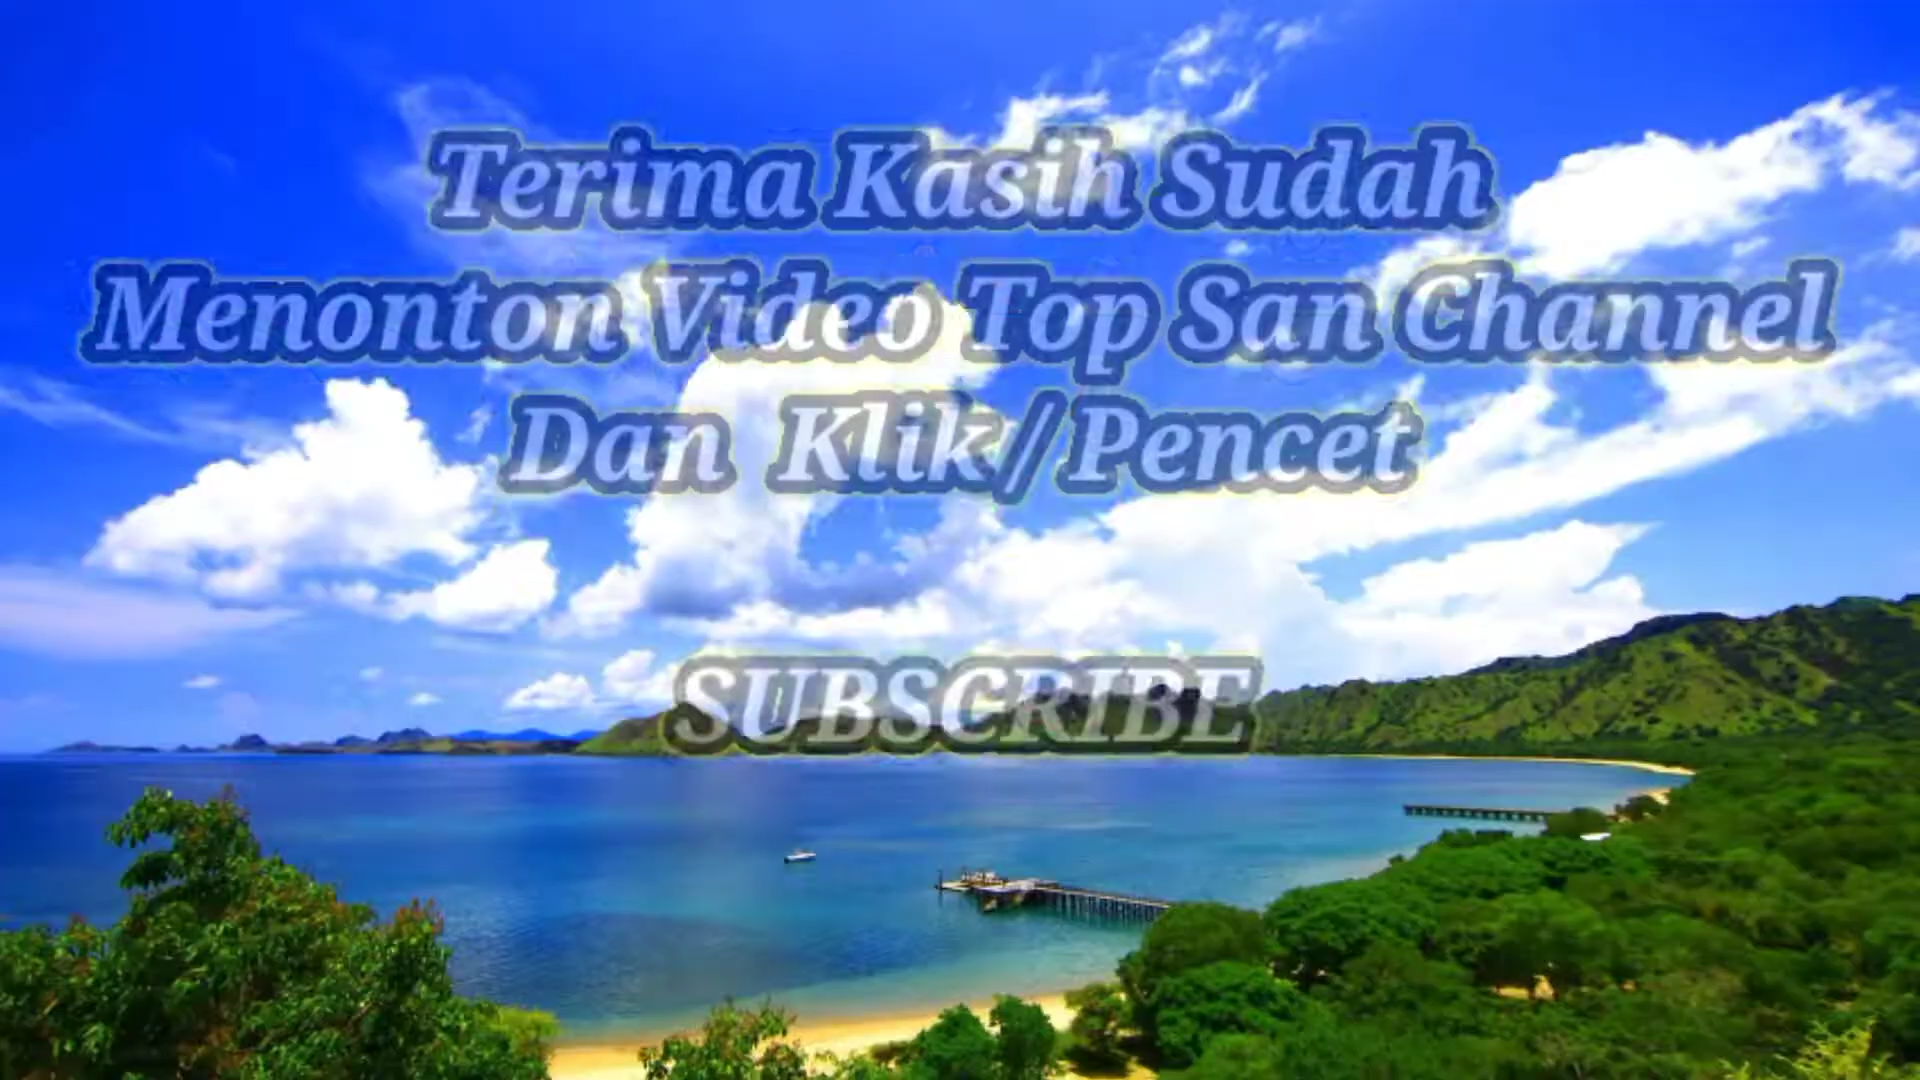 Terima Kasih Sudah
Menonton Video Top San Channel
Dan Klik/Pencet
SUBSCRIBE